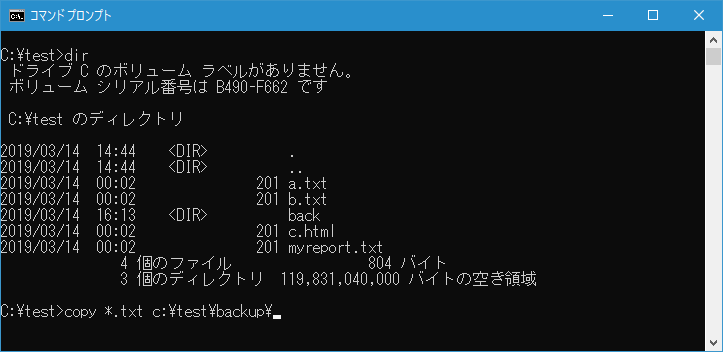 コマンドプロンプト
C:¥test>dir
ドライブ C のボリューム ラベルがありません。
ボリューム シリアル番号は B490-F662 です
C:¥test のディレクトリ
2019/03/14  14:44    <DIR>          .
2019/03/14  14:44    <DIR>          ..
2019/03/14  00:02               201 a.txt
2019/03/14  00:02               201 b.txt
2019/03/14  16:13    <DIR>          back
2019/03/14  00:02               201 c.html
2019/03/14  00:02               201 myreport.txt
4 個のファイル                 804 バイト
3 個のディレクトリ  119,831,040,000 バイトの空き領域
C:¥test>copy *.txt c:¥test¥backup¥